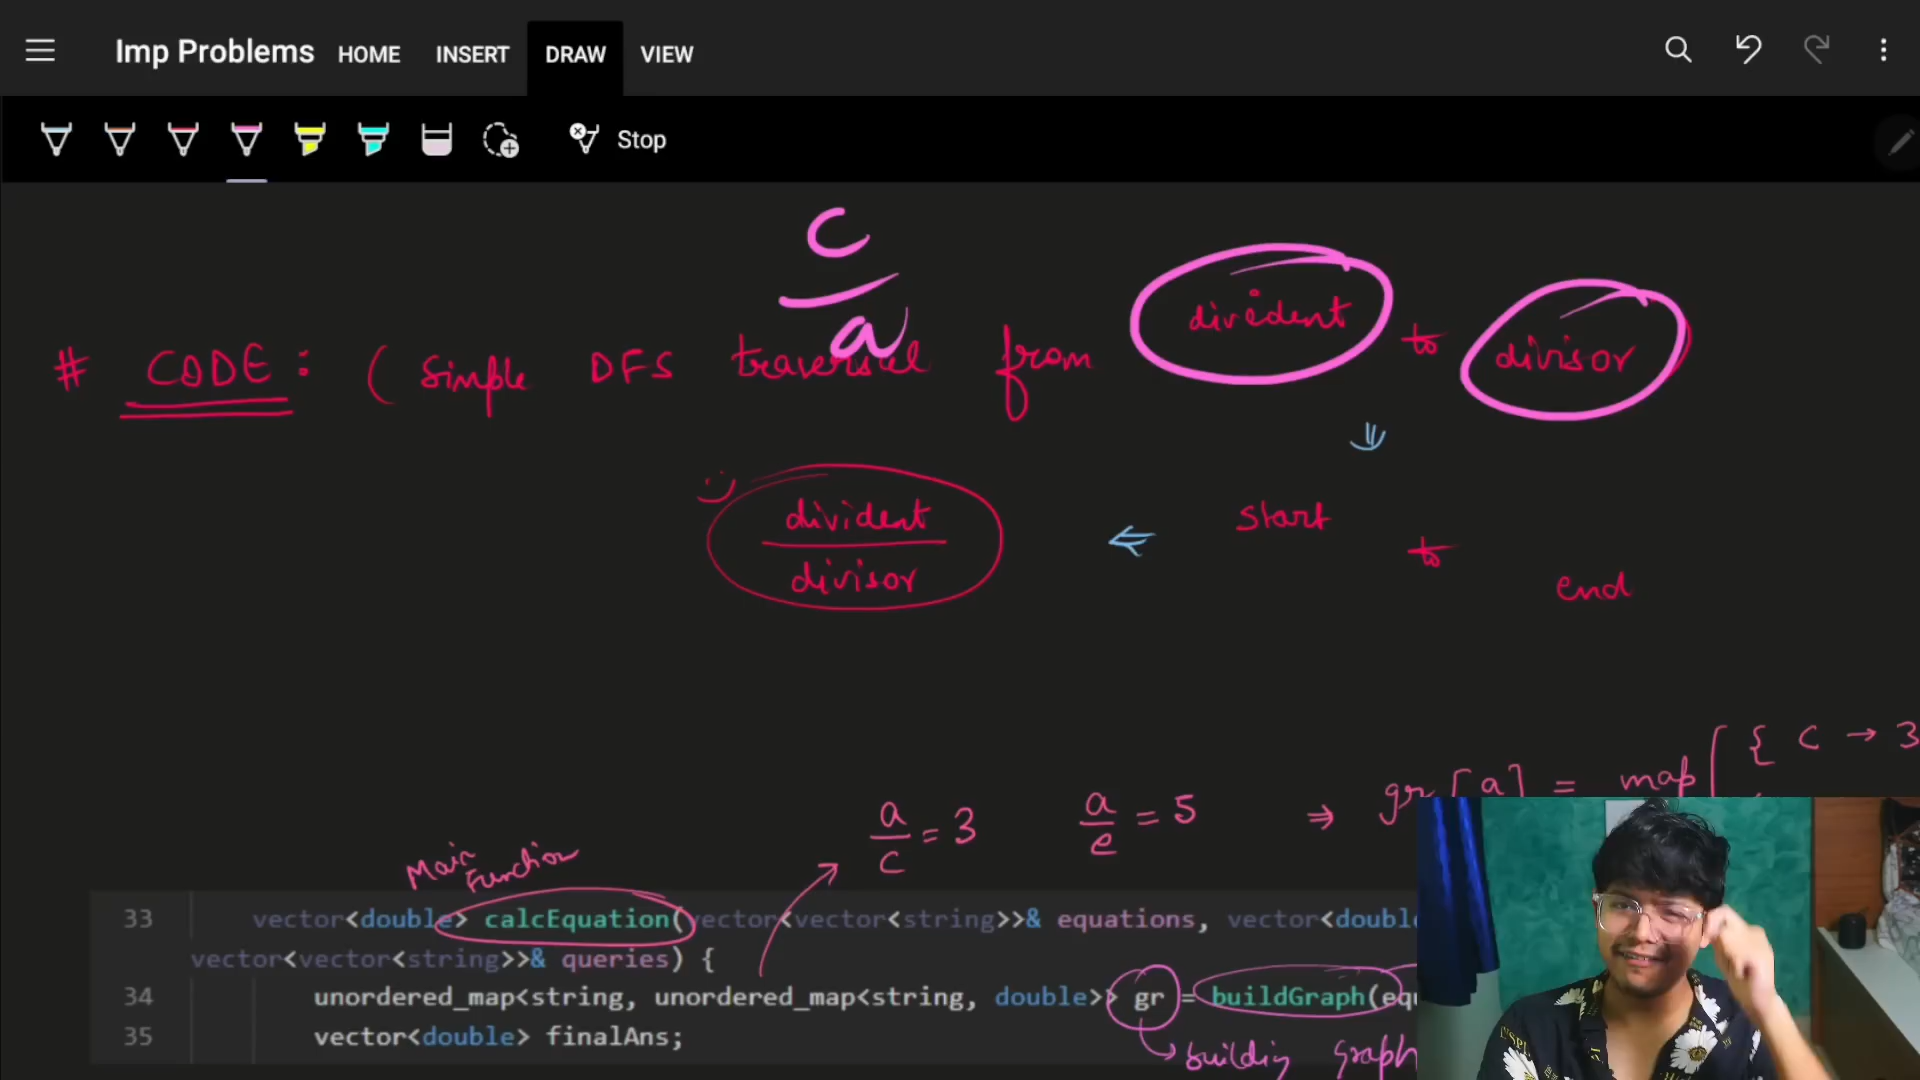 Imp Problems HOME INSERT DRAW VIEW
Stop
c
a
# CODE : ( Simple DFS traversal from divident to divisor
divident
divisor
start to end
a/c = 3 a/e = 5 ⇒ gr[a] = map { c → 3
Main Function
33 vector<double> calcEquation(vector<vector<string>>& equations, vector<doubl
vector<vector<string>>& queries) {
34 unordered_map<string, unordered_map<string, double>> gr = buildGraph(equ
35 vector<double> finalAns;
building graph